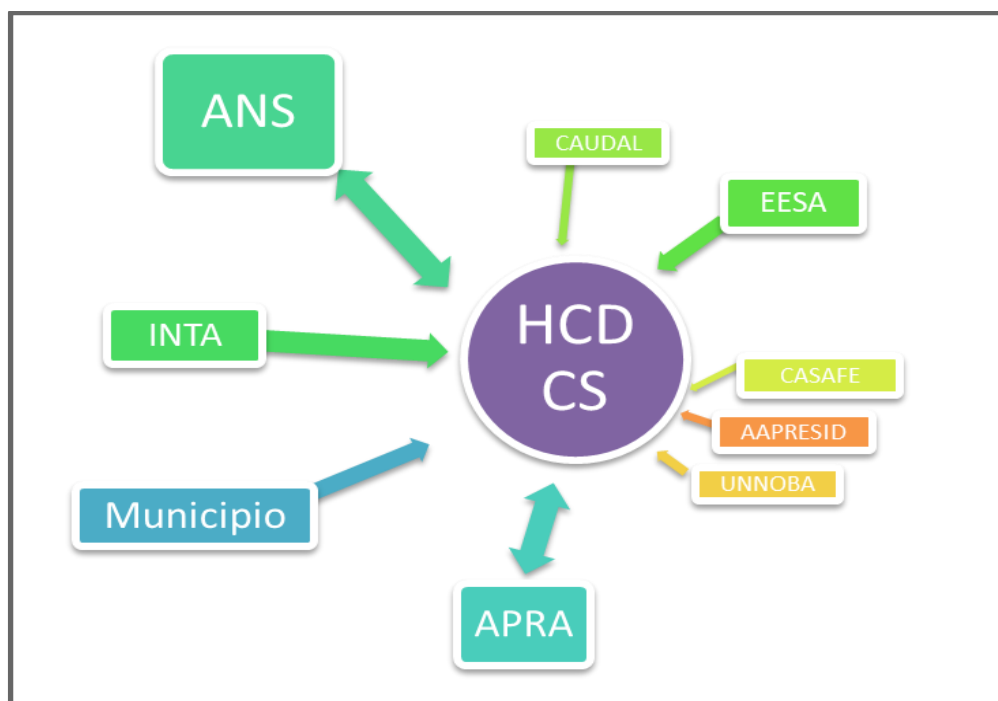 ANS
CAUDAL
EESA
HCD
CS
INTA
CASAFE
AAPRESID
UNNOBA
Municipio
APRA